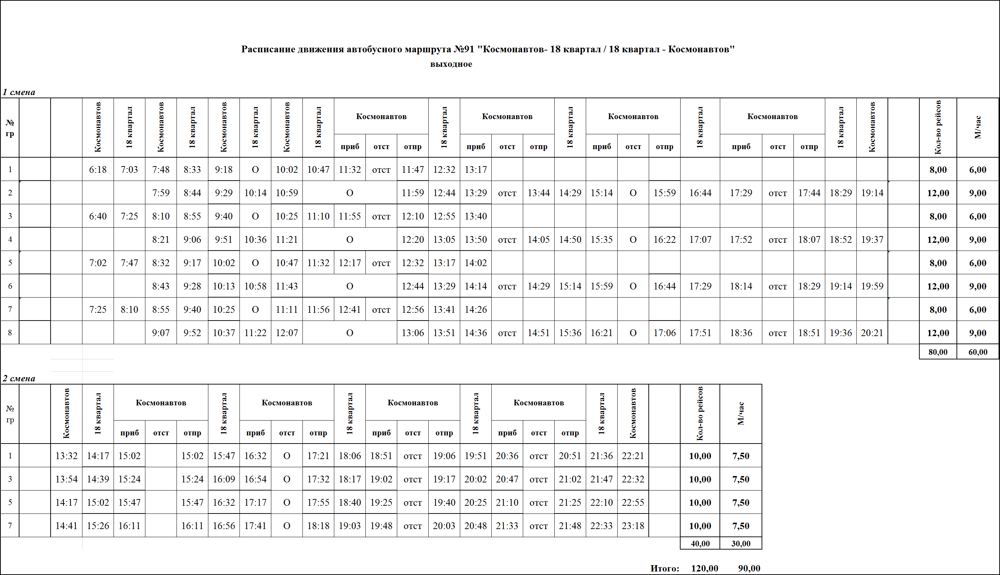 Расписание движения автобусного маршрута №91 "Космонавтов- 18 квартал / 18 квартал - Космонавтов"
выходное
1 смена
№ гр Космонавтов 18 квартал Космонавтов 18 квартал Космонавтов 18 квартал Космонавтов 18 квартал Космонавтов 18 квартал Космонавтов 18 квартал Космонавтов 18 квартал Космонавтов 18 квартал Космонавтов Кол-во рейсов М/час
приб отст отпр приб отст отпр приб отст отпр приб отст отпр
1 6:18 7:03 7:48 8:33 9:18 О 10:02 10:47 11:32 отст 11:47 12:32 13:17 8,00 6,00
2 7:59 8:44 9:29 10:14 10:59 О 11:59 12:44 13:29 отст 13:44 14:29 15:14 О 15:59 16:44 17:29 отст 17:44 18:29 19:14 12,00 9,00
3 6:40 7:25 8:10 8:55 9:40 О 10:25 11:10 11:55 отст 12:10 12:55 13:40 8,00 6,00
4 8:21 9:06 9:51 10:36 11:21 О 12:20 13:05 13:50 отст 14:05 14:50 15:35 О 16:22 17:07 17:52 отст 18:07 18:52 19:37 12,00 9,00
5 7:02 7:47 8:32 9:17 10:02 О 10:47 11:32 12:17 отст 12:32 13:17 14:02 8,00 6,00
6 8:43 9:28 10:13 10:58 11:43 О 12:44 13:29 14:14 отст 14:29 15:14 15:59 О 16:44 17:29 18:14 отст 18:29 19:14 19:59 12,00 9,00
7 7:25 8:10 8:55 9:40 10:25 О 11:11 11:56 12:41 отст 12:56 13:41 14:26 8,00 6,00
8 9:07 9:52 10:37 11:22 12:07 О 13:06 13:51 14:36 отст 14:51 15:36 16:21 О 17:06 17:51 18:36 отст 18:51 19:36 20:21 12,00 9,00
80,00 60,00
2 смена
№ гр Космонавтов 18 квартал Космонавтов 18 квартал Космонавтов 18 квартал Космонавтов 18 квартал Космонавтов 18 квартал Космонавтов Кол-во рейсов М/час
приб отст отпр приб отст отпр приб отст отпр приб отст отпр
1 13:32 14:17 15:02 15:02 15:47 16:32 О 17:21 18:06 18:51 отст 19:06 19:51 20:36 отст 20:51 21:36 22:21 10,00 7,50
3 13:54 14:39 15:24 15:24 16:09 16:54 О 17:32 18:17 19:02 отст 19:17 20:02 20:47 отст 21:02 21:47 22:32 10,00 7,50
5 14:17 15:02 15:47 15:47 16:32 17:17 О 17:55 18:40 19:25 отст 19:40 20:25 21:10 отст 21:25 22:10 22:55 10,00 7,50
7 14:41 15:26 16:11 16:11 16:56 17:41 О 18:18 19:03 19:48 отст 20:03 20:48 21:33 отст 21:48 22:33 23:18 10,00 7,50
40,00 30,00
Итого: 120,00 90,00